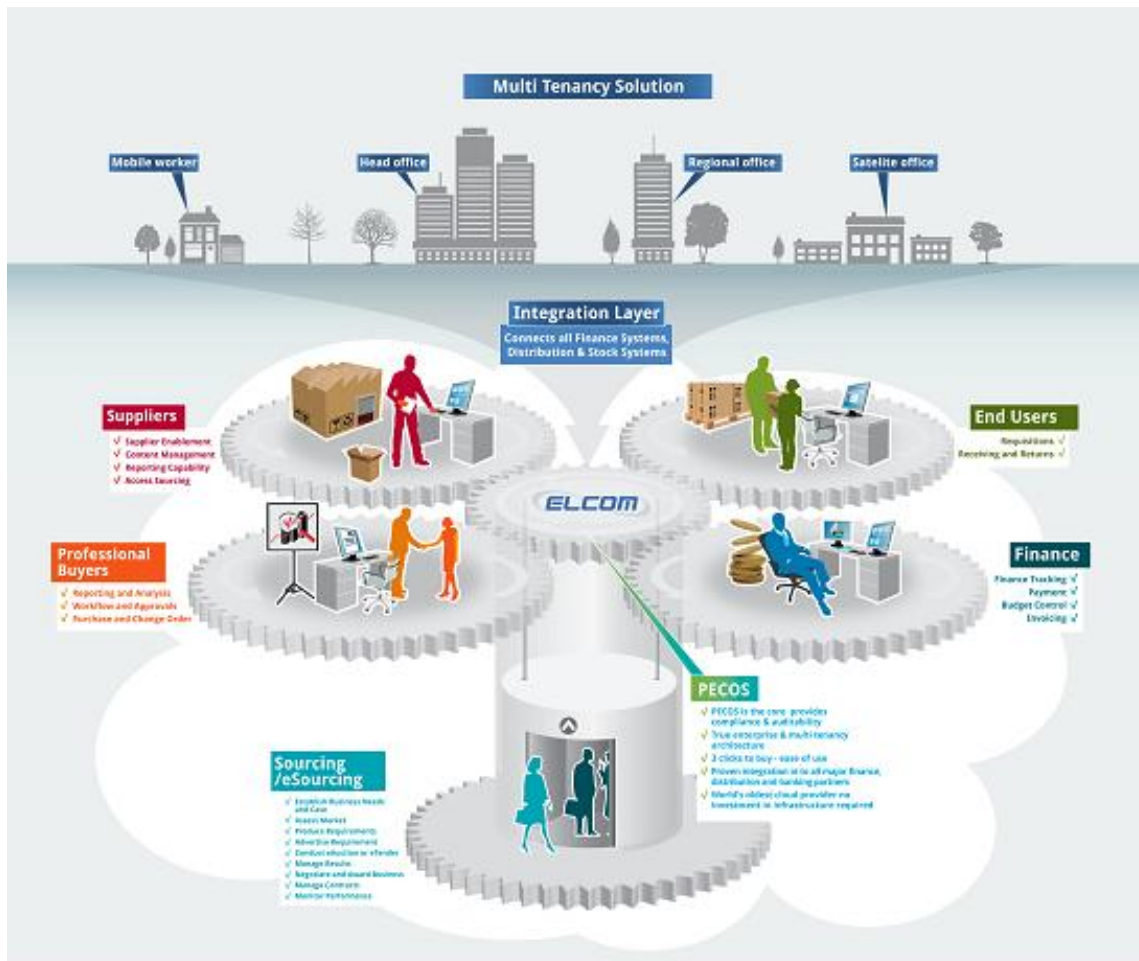 Multi Tenancy Solution
Mobile worker
Head office
Regional office
Satelite office
Integration Layer
Connects all Finance Systems,
Distribution & Stock Systems
Suppliers
√ Supplier Enablement
√ Content Management
√ Reporting Capability
√ Access Sourcing
End Users
Requisitions √
Receiving and Returns √
ELCOM
Professional
Buyers
√ Reporting and Analysis
√ Workflow and Approvals
√ Purchase and Change Order
Finance
Finance Tracking √
Payment √
Budget Control √
Invoicing √
PECOS
√ PECOS is the core provides
compliance & auditability
√ True enterprise & multi-tenancy
architecture
√ 3 clicks to buy - ease of use
√ Proven integration in to all major finance,
distribution and banking partners
√ World's oldest cloud provider no
investment in infrastructure required
Sourcing
/eSourcing
√ Establish Business Needs
and Case
√ Assess Market
√ Produce Requirements
√ Advertise Requirement
√ Conduct eAuction or eTender
√ Manage Results
√ Negotiate and Award Business
√ Manage Contracts
√ Monitor Performance